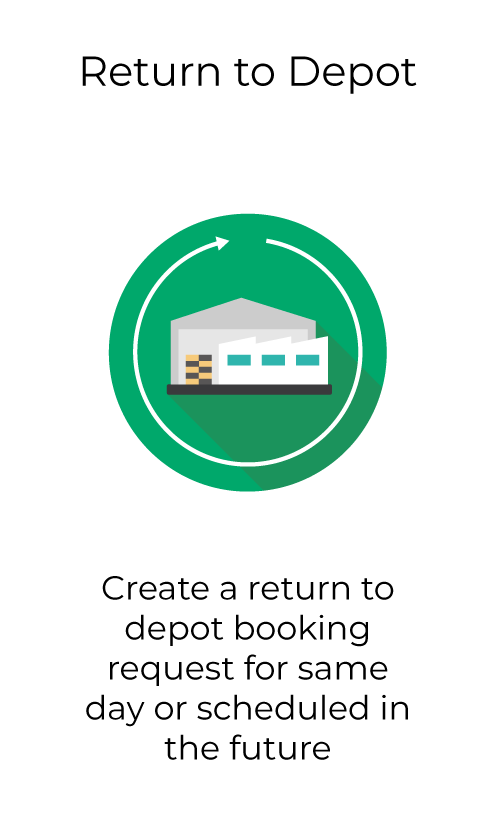 Return to Depot
Create a return to
depot booking
request for same
day or scheduled in
the future